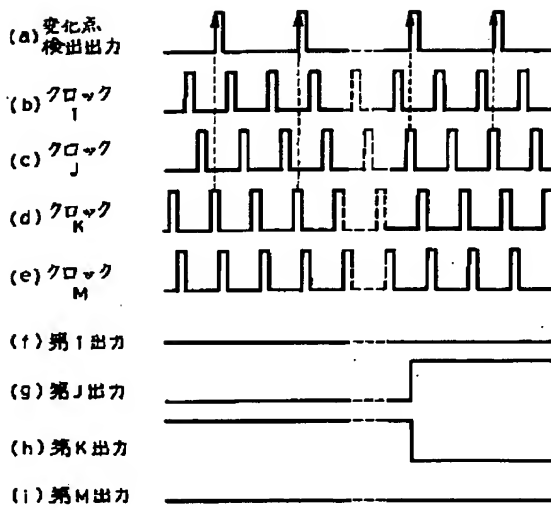 (a) 変化点
検出出力
(b) クロック
I
(c) クロック
J
(d) クロック
K
(e) クロック
M
(f) 第I出力
(g) 第J出力
(h) 第K出力
(i) 第M出力